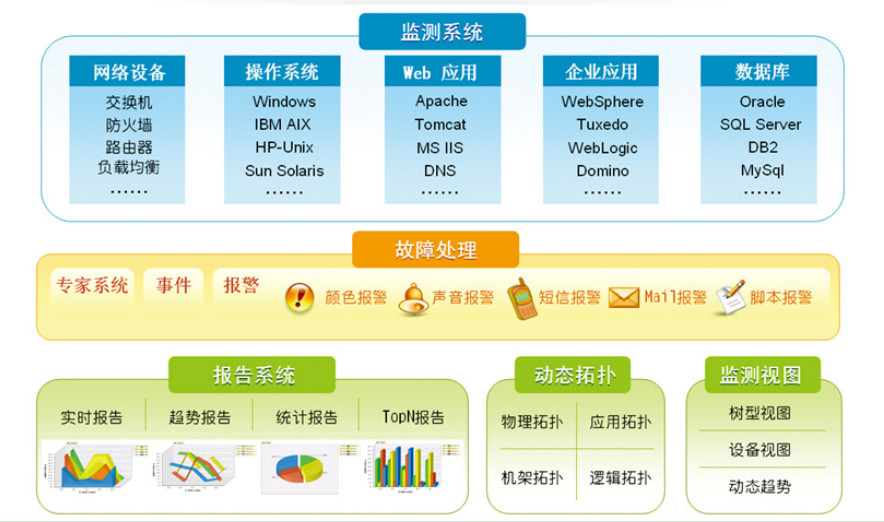 监测系统
网络设备
交换机
防火墙
路由器
负载均衡
······
操作系统
Windows
IBM AIX
HP-Unix
Sun Solaris
······
Web 应用
Apache
Tomcat
MS IIS
DNS
······
企业应用
WebSphere
Tuxedo
WebLogic
Domino
······
数据库
Oracle
SQL Server
DB2
MySql
······
故障处理
专家系统
事件
报警
颜色报警
声音报警
短信报警
Mail报警
脚本报警
报告系统
实时报告
趋势报告
统计报告
TopN报告
动态拓扑
物理拓扑
应用拓扑
机架拓扑
逻辑拓扑
监测视图
树型视图
设备视图
动态趋势